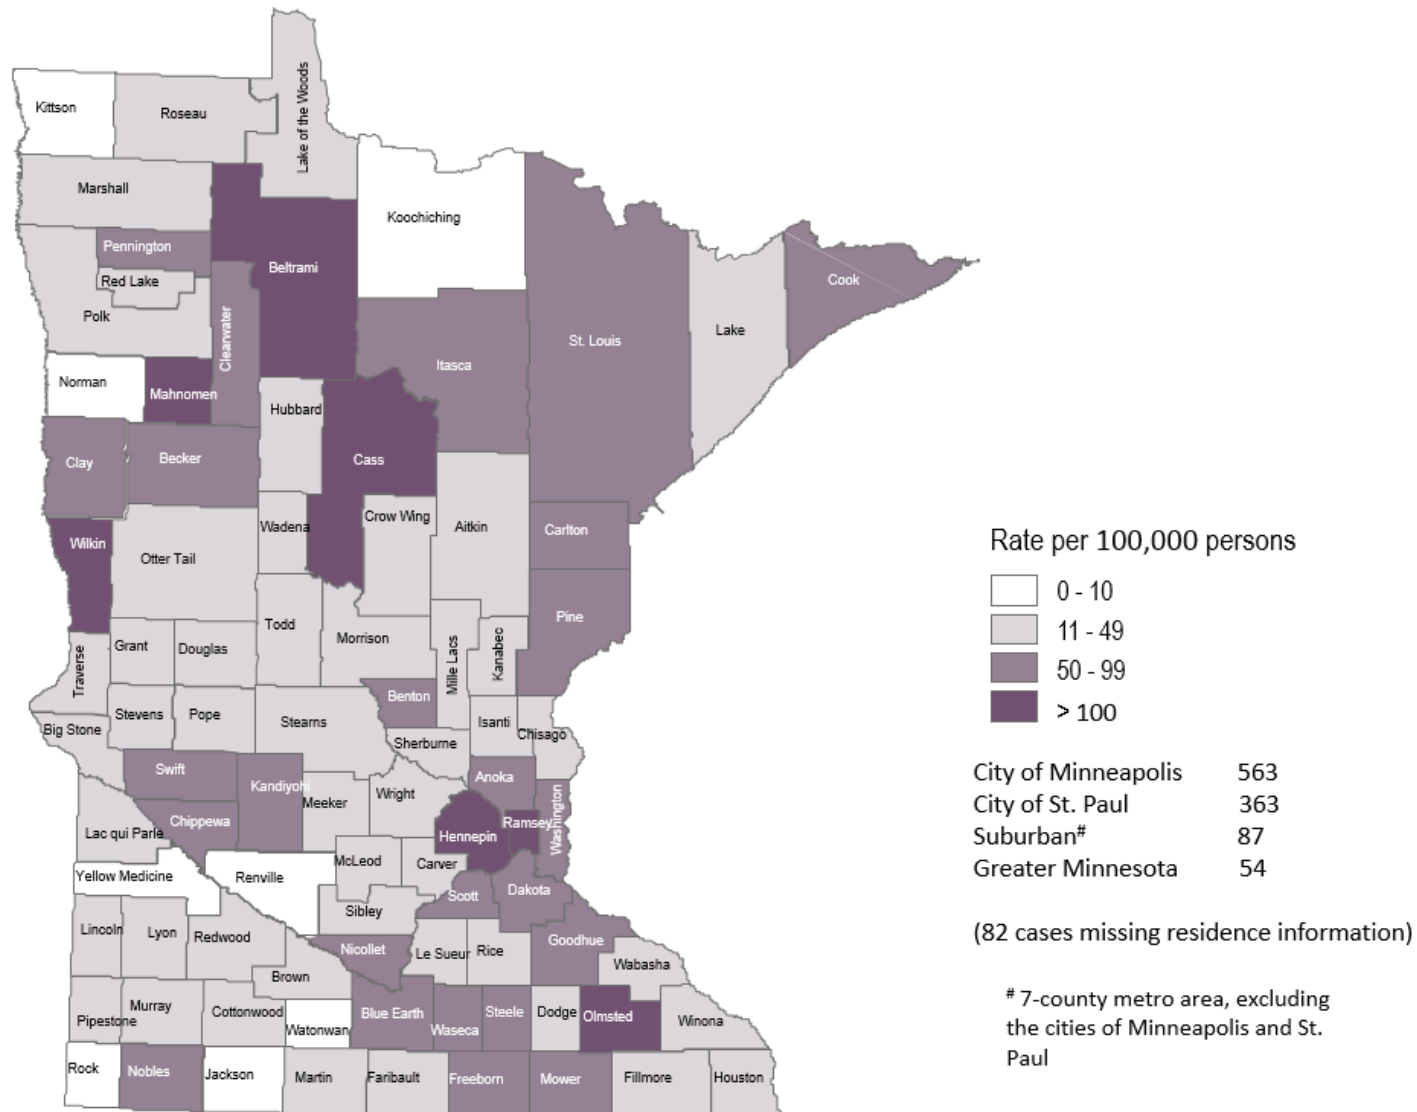 Kittson
Roseau
Lake of the Woods
Marshall
Koochiching
Pennington
Beltrami
Red Lake
Cook
Polk
Clearwater
Lake
St. Louis
Itasca
Norman
Mahnomen
Hubbard
Clay
Becker
Cass
Wadena
Crow Wing
Aitkin
Carlton
Wilkin
Otter Tail
Pine
Todd
Morrison
Grant
Douglas
Traverse
Mille Lacs
Kanabec
Benton
Stevens
Pope
Stearns
Isanti
Big Stone
Chisago
Sherburne
Swift
Anoka
Kandiyohi
Wright
Meeker
Chippewa
Ramsey
Washington
Lac qui Parle
Hennepin
McLeod
Carver
Yellow Medicine
Renville
Dakota
Scott
Sibley
Lincoln
Lyon
Redwood
Goodhue
Nicollet
Le Sueur
Rice
Wabasha
Brown
Murray
Cottonwood
Blue Earth
Steele
Dodge
Olmsted
Pipestone
Watonwan
Waseca
Winona
Rock
Nobles
Jackson
Martin
Faribault
Freeborn
Mower
Fillmore
Houston
Rate per 100,000 persons
0 - 10
11 - 49
50 - 99
> 100
City of Minneapolis 563
City of St. Paul 363
Suburban# 87
Greater Minnesota 54
(82 cases missing residence information)
# 7-county metro area, excluding
the cities of Minneapolis and St.
Paul